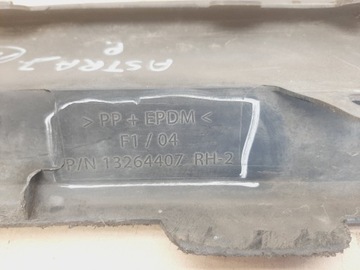 ASTRA J
P.
> PP + EPDM <
F1 / 04
P/N 13264407 RH-2